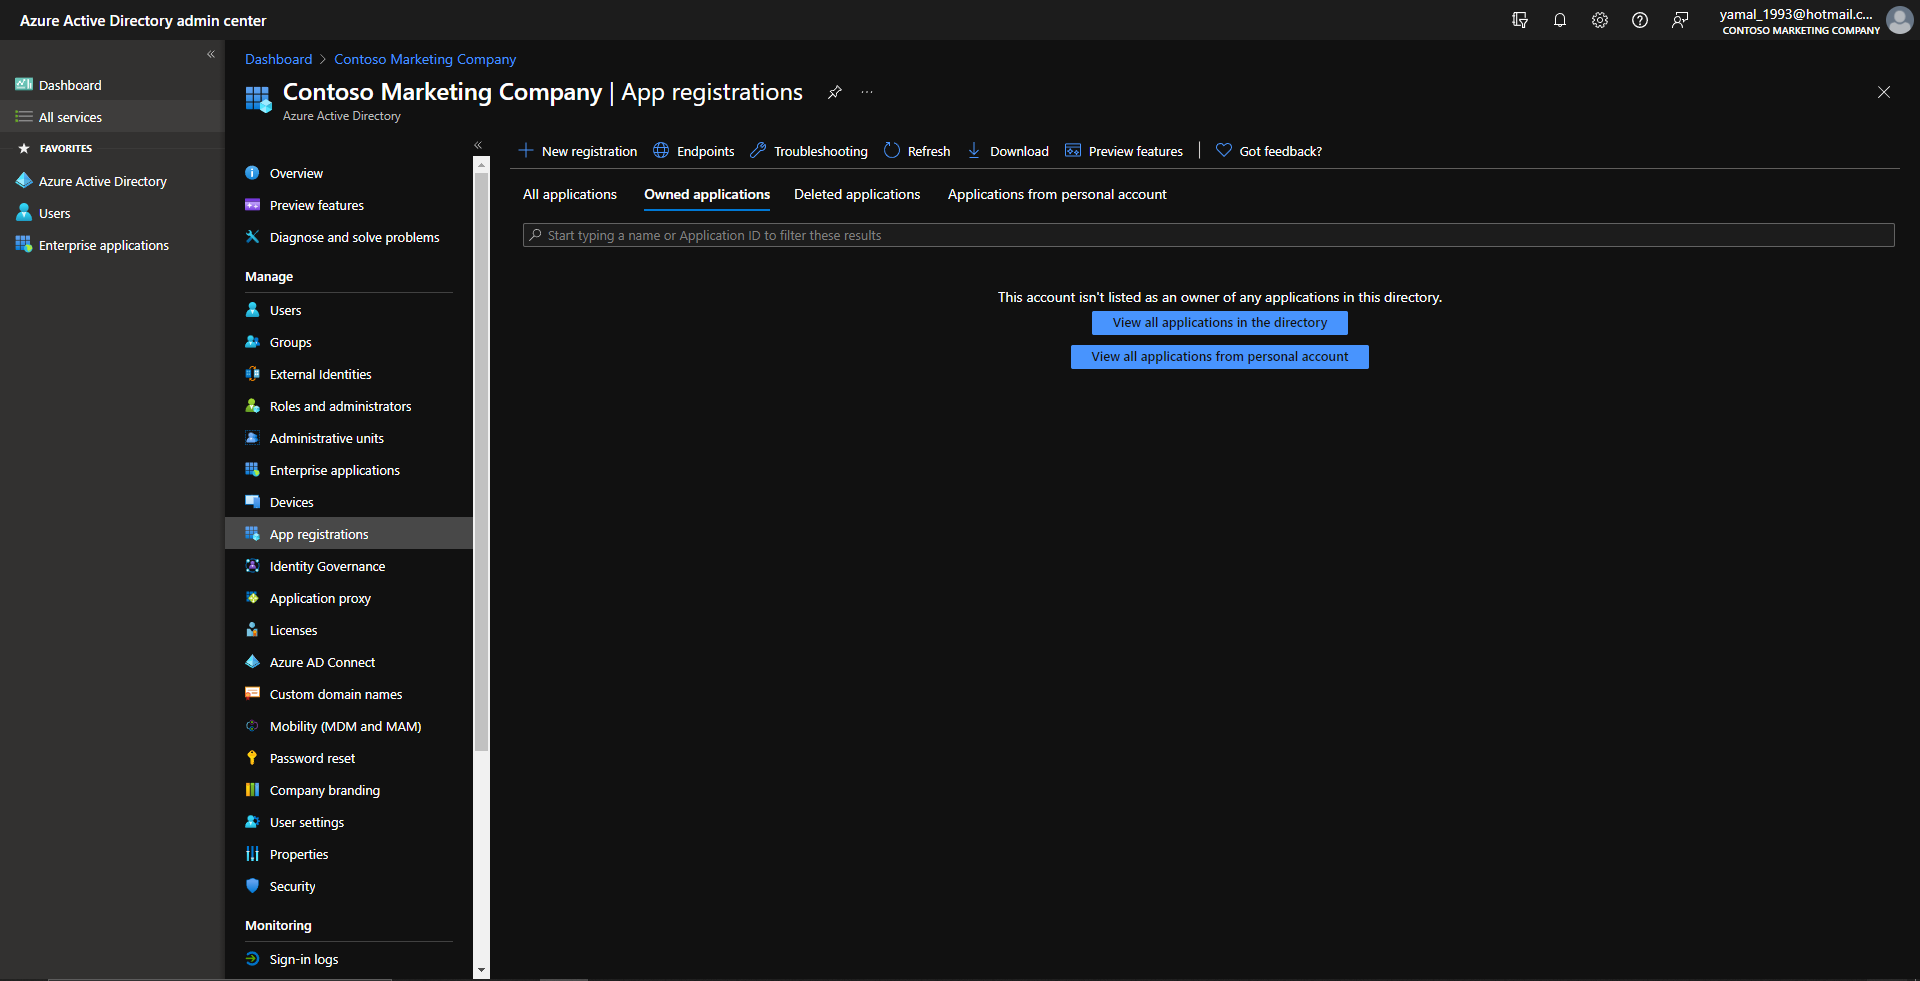 Azure Active Directory admin center
yamal_1993@hotmail.c...
CONTOSO MARKETING COMPANY
Dashboard
All services
FAVORITES
Azure Active Directory
Users
Enterprise applications
Dashboard > Contoso Marketing Company
Contoso Marketing Company | App registrations
Azure Active Directory
Overview
Preview features
Diagnose and solve problems
Manage
Users
Groups
External Identities
Roles and administrators
Administrative units
Enterprise applications
Devices
App registrations
Identity Governance
Application proxy
Licenses
Azure AD Connect
Custom domain names
Mobility (MDM and MAM)
Password reset
Company branding
User settings
Properties
Security
Monitoring
Sign-in logs
New registration Endpoints Troubleshooting Refresh Download Preview features | Got feedback?
All applications Owned applications Deleted applications Applications from personal account
Start typing a name or Application ID to filter these results
This account isn't listed as an owner of any applications in this directory.
View all applications in the directory
View all applications from personal account